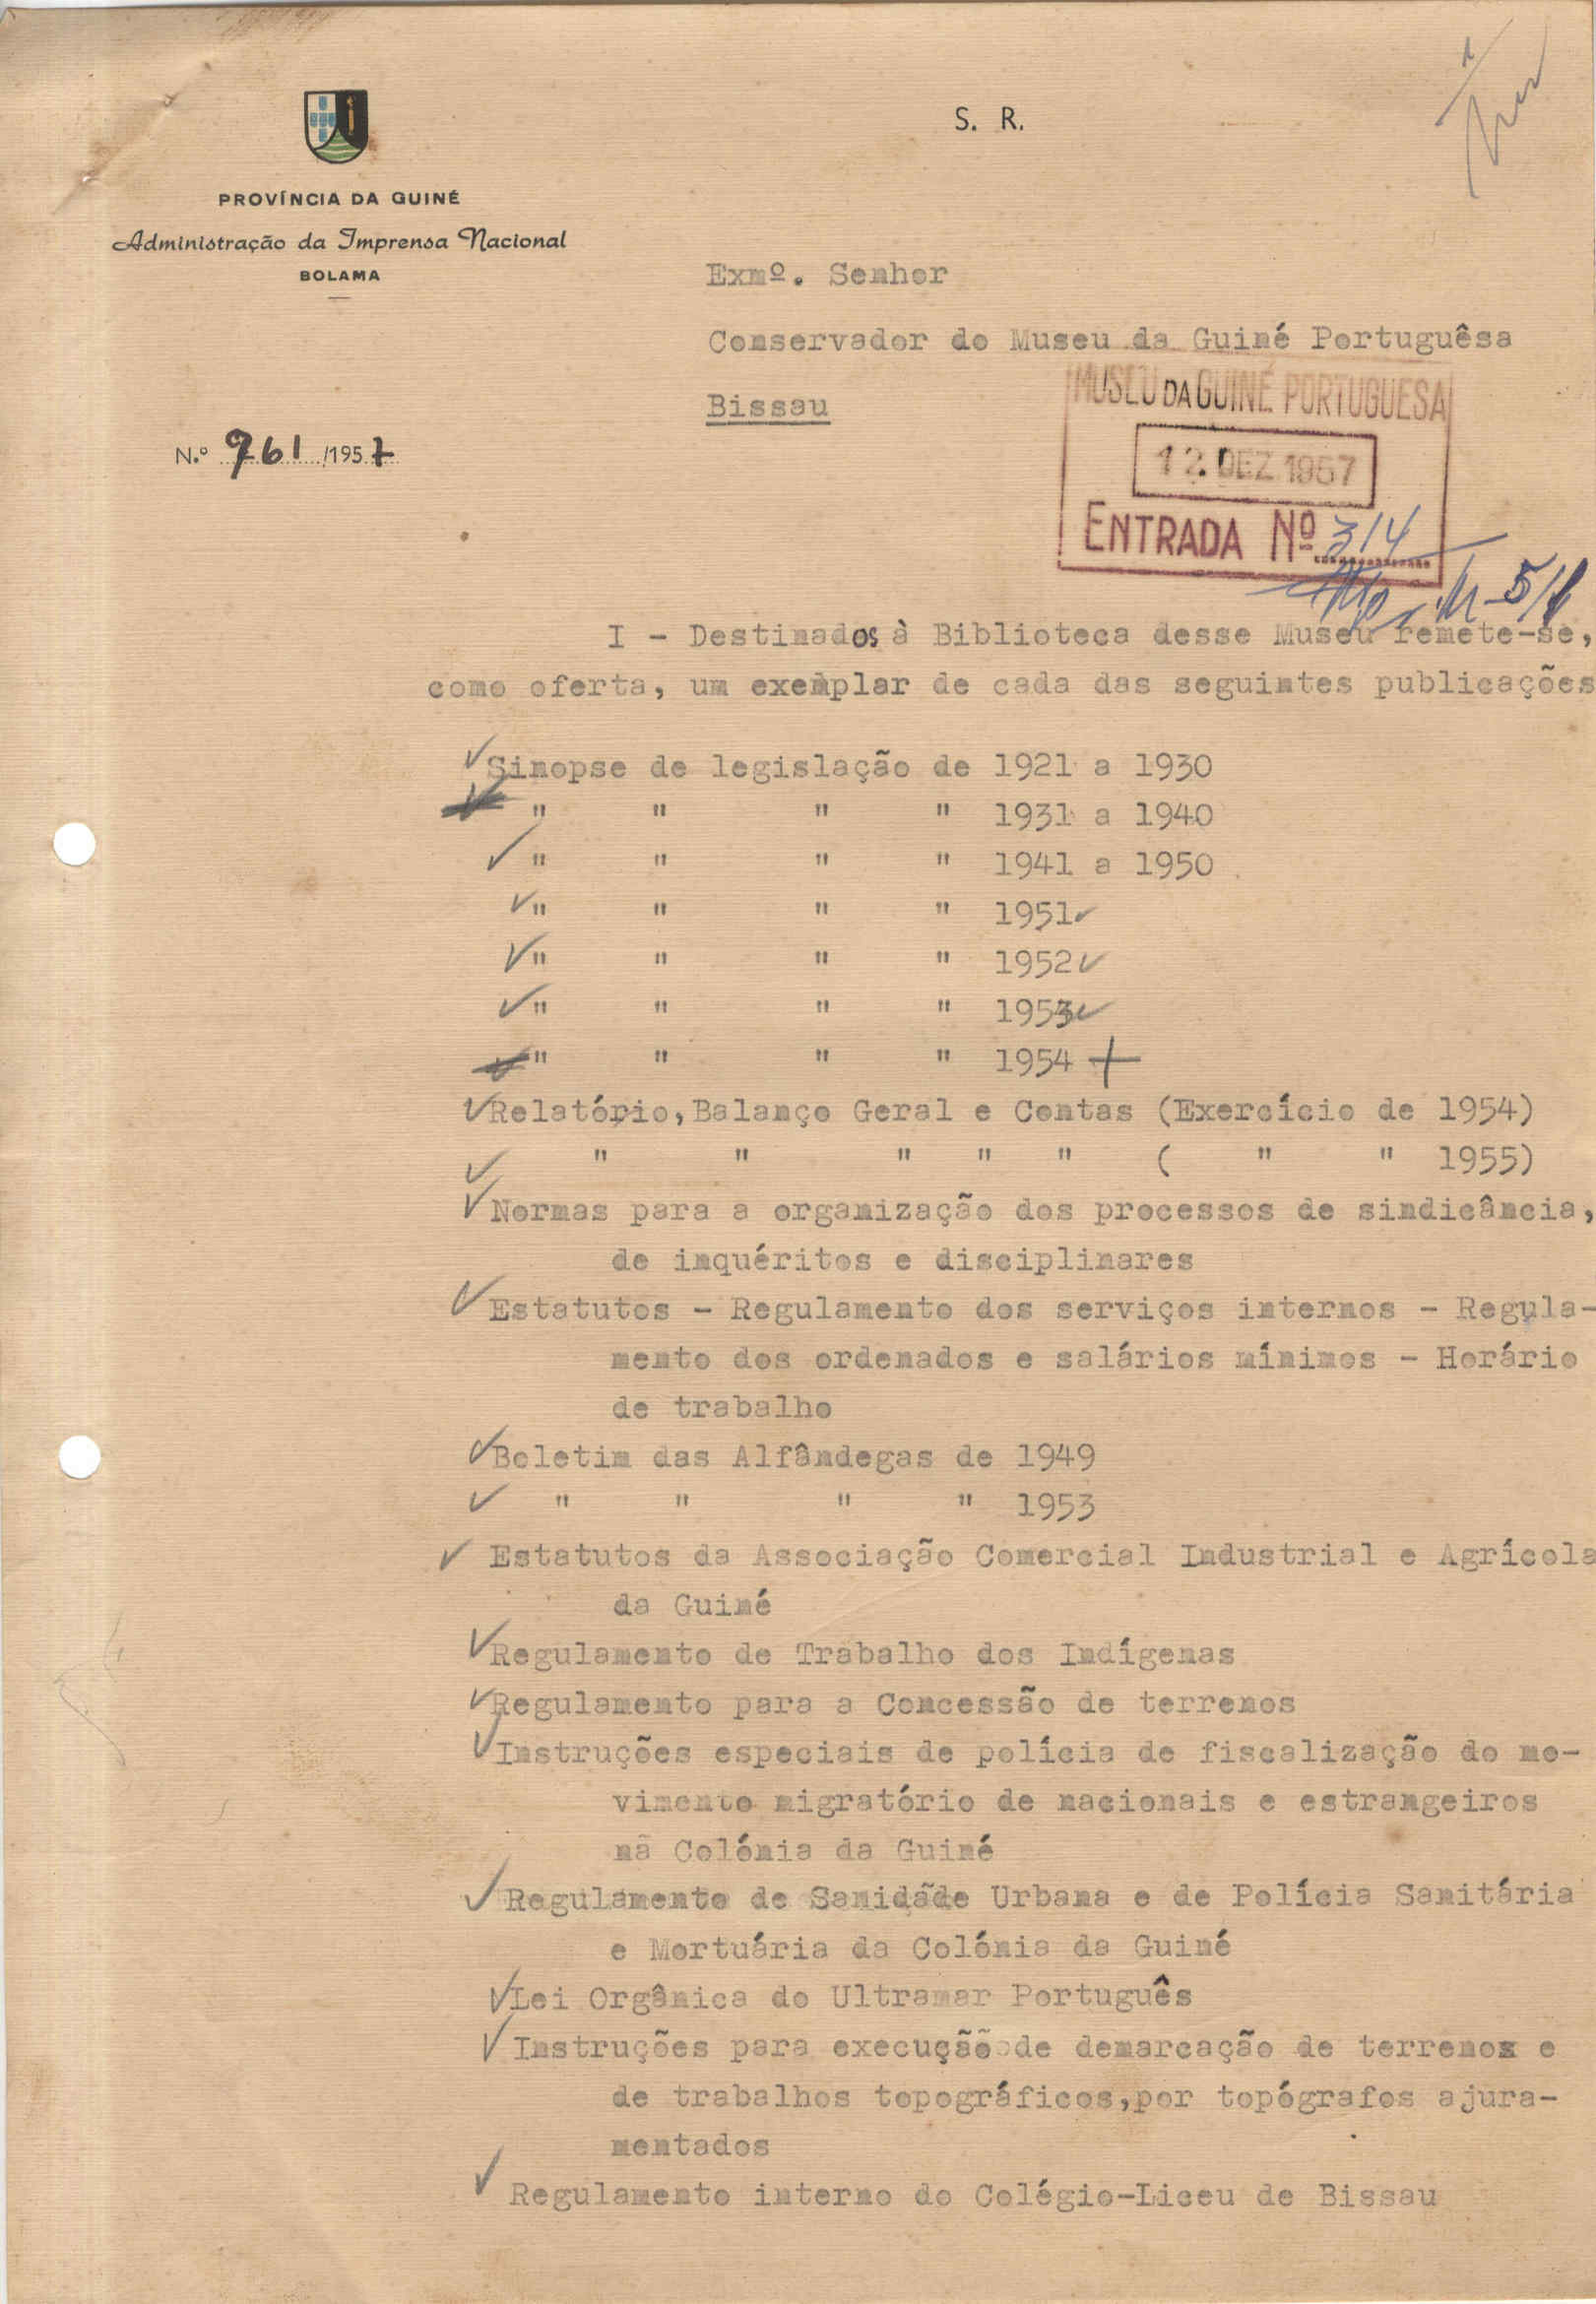 S. R.
PROVÍNCIA DA GUINÉ
Administração da Imprensa Nacional
BOLAMA
Exmº. Senhor
Conservador do Museu da Guiné Portuguêsa
Bissau
N.º 761/1957
MUSEU DA GUINÉ PORTUGUESA
12. DEZ 1957
ENTRADA Nº 314
I - Destinados à Biblioteca desse Museu remete-se,
como oferta, um exemplar de cada das seguintes publicações
Sinopse de legislação de 1921 a 1930
" " " " 1931 a 1940
" " " " 1941 a 1950
" " " " 1951
" " " " 1952
" " " " 1953
" " " " 1954
Relatório, Balanço Geral e Contas (Exercício de 1954)
" " " " " ( " " 1955)
Normas para a organização dos processos de sindicância,
de inquéritos e disciplinares
Estatutos - Regulamento dos serviços internos - Regula-
mento dos ordenados e salários mínimos - Horário
de trabalho
Boletim das Alfândegas de 1949
" " " " 1953
Estatutos da Associação Comercial Industrial e Agrícola
da Guiné
Regulamento de Trabalho dos Indígenas
Regulamento para a Concessão de terrenos
Instruções especiais de polícia de fiscalização do mo-
vimento migratório de nacionais e estrangeiros
nã Colónia da Guiné
Regulamento de Sanidãde Urbana e de Polícia Sanitária
e Mortuária da Colónia da Guiné
Lei Orgânica do Ultramar Português
Instruções para execução de demarcação de terrenos e
de trabalhos topográficos,por topógrafos ajura-
mentados
Regulamento interno do Colégio-Liceu de Bissau